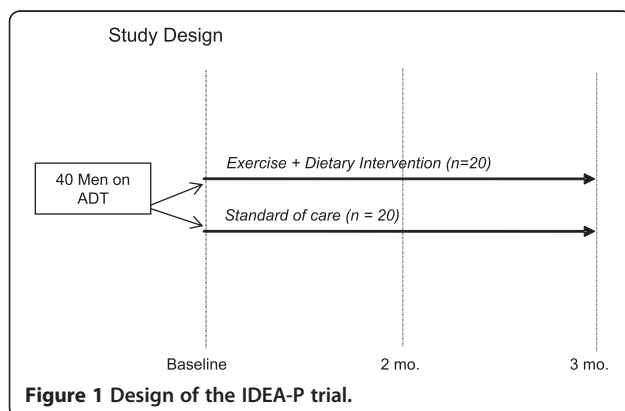 Study Design
Exercise + Dietary Intervention (n=20)
40 Men on
ADT
Standard of care (n = 20)
Baseline 2 mo. 3 mo.
Figure 1 Design of the IDEA-P trial.